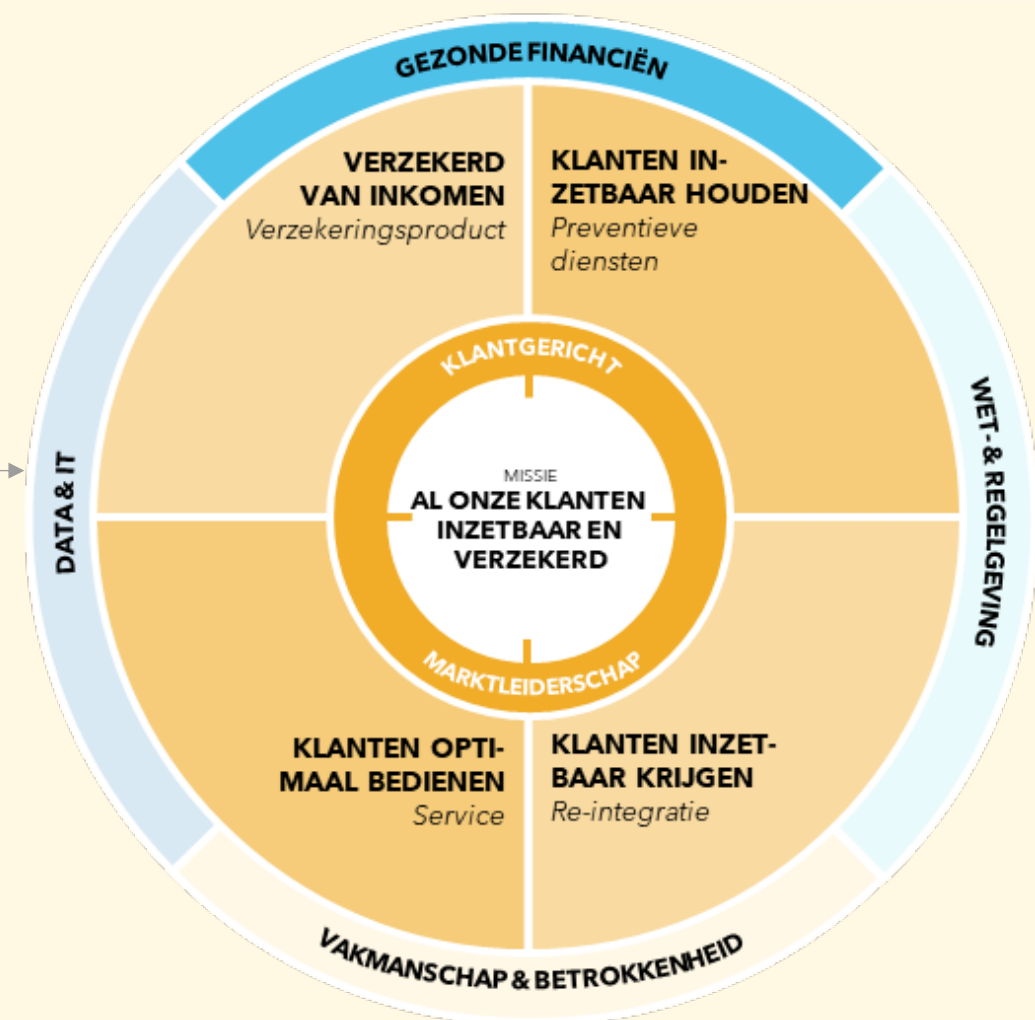 GEZONDE FINANCIËN
VERZEKERD
VAN INKOMEN
Verzekeringsproduct
KLANTEN IN-
ZETBAAR HOUDEN
Preventieve
diensten
KLANTGERICHT
MISSIE
AL ONZE KLANTEN
INZETBAAR EN
VERZEKERD
MARKTLEIDERSCHAP
DATA & IT
WET- & REGELGEVING
KLANTEN OPTI-
MAAL BEDIENEN
Service
KLANTEN INZET-
BAAR KRIJGEN
Re-integratie
VAKMANSCHAP & BETROKKENHEID